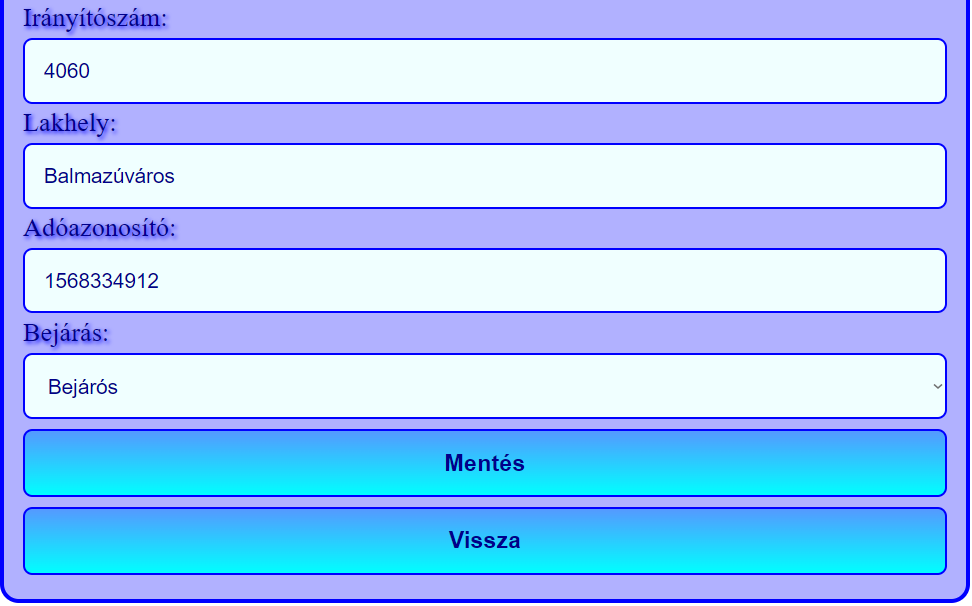 Irányítószám:
4060
Lakhely:
Balmazúváros
Adóazonosító:
1568334912
Bejárás:
Bejárós
Mentés
Vissza